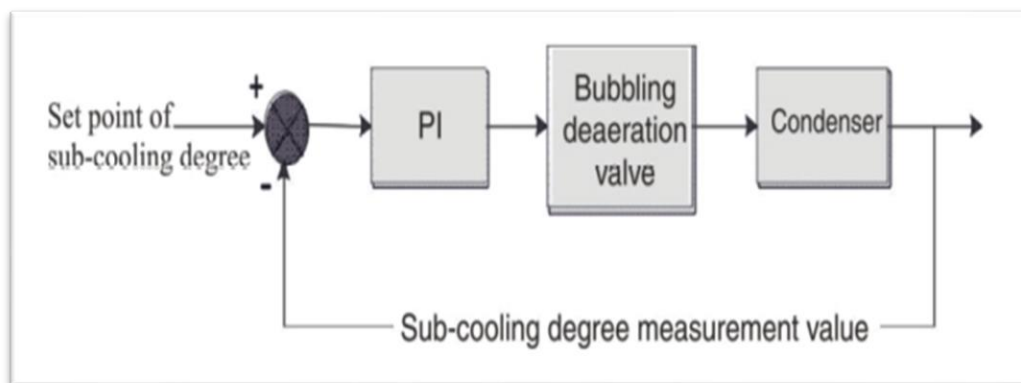 +
Set point of
sub-cooling degree
-
PI
Bubbling
deaeration
valve
Condenser
Sub-cooling degree measurement value